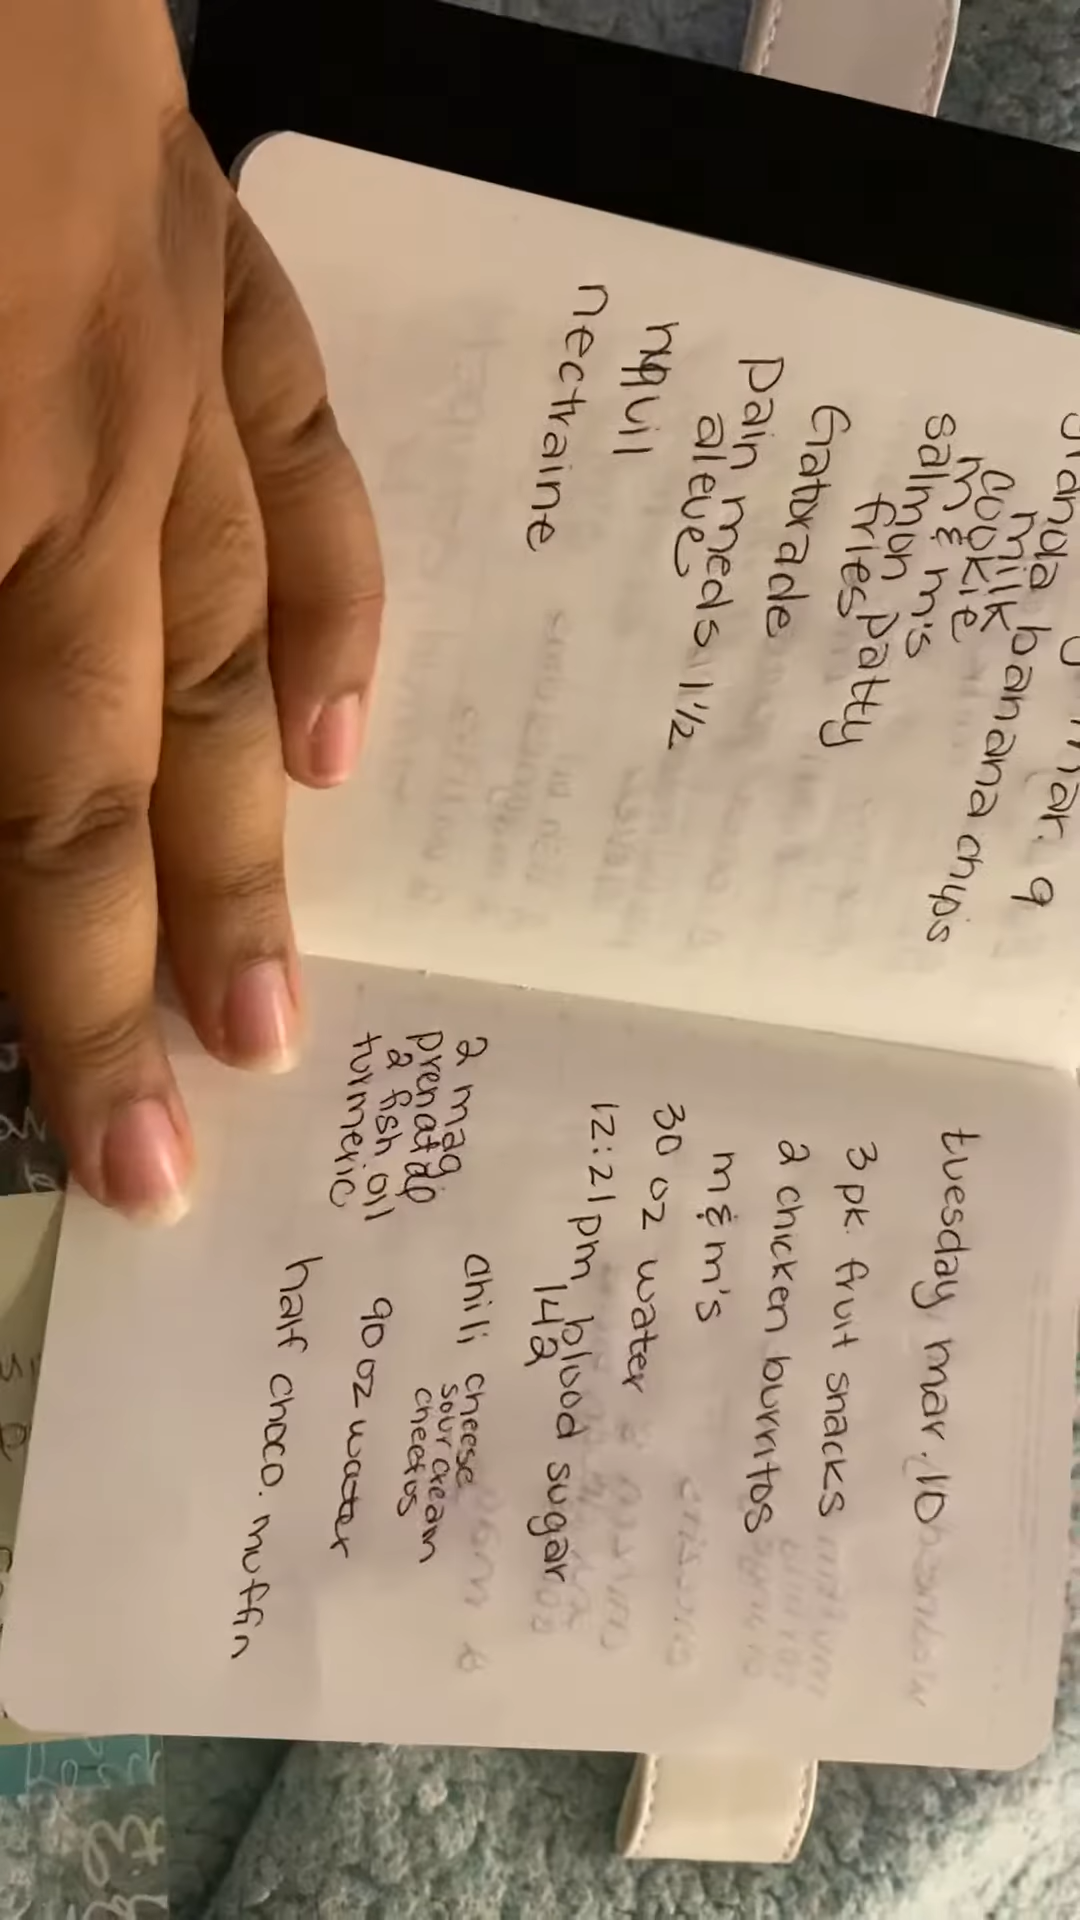 mar. 9
granola banana chips
milk
cookie
m&m's
salmon patty
fries
Gatorade
pain meds 1 1/2
aleve
nyquil
nectraine
tuesday, mar. 10
3 pk. fruit snacks
2 chicken burritos
m&m's
30 oz water
12:21pm blood sugar
142
2 mag
prenatal
2 fish oil
turmeric
chili cheese
sour cream
cheetos
90 oz water
half choco. muffin